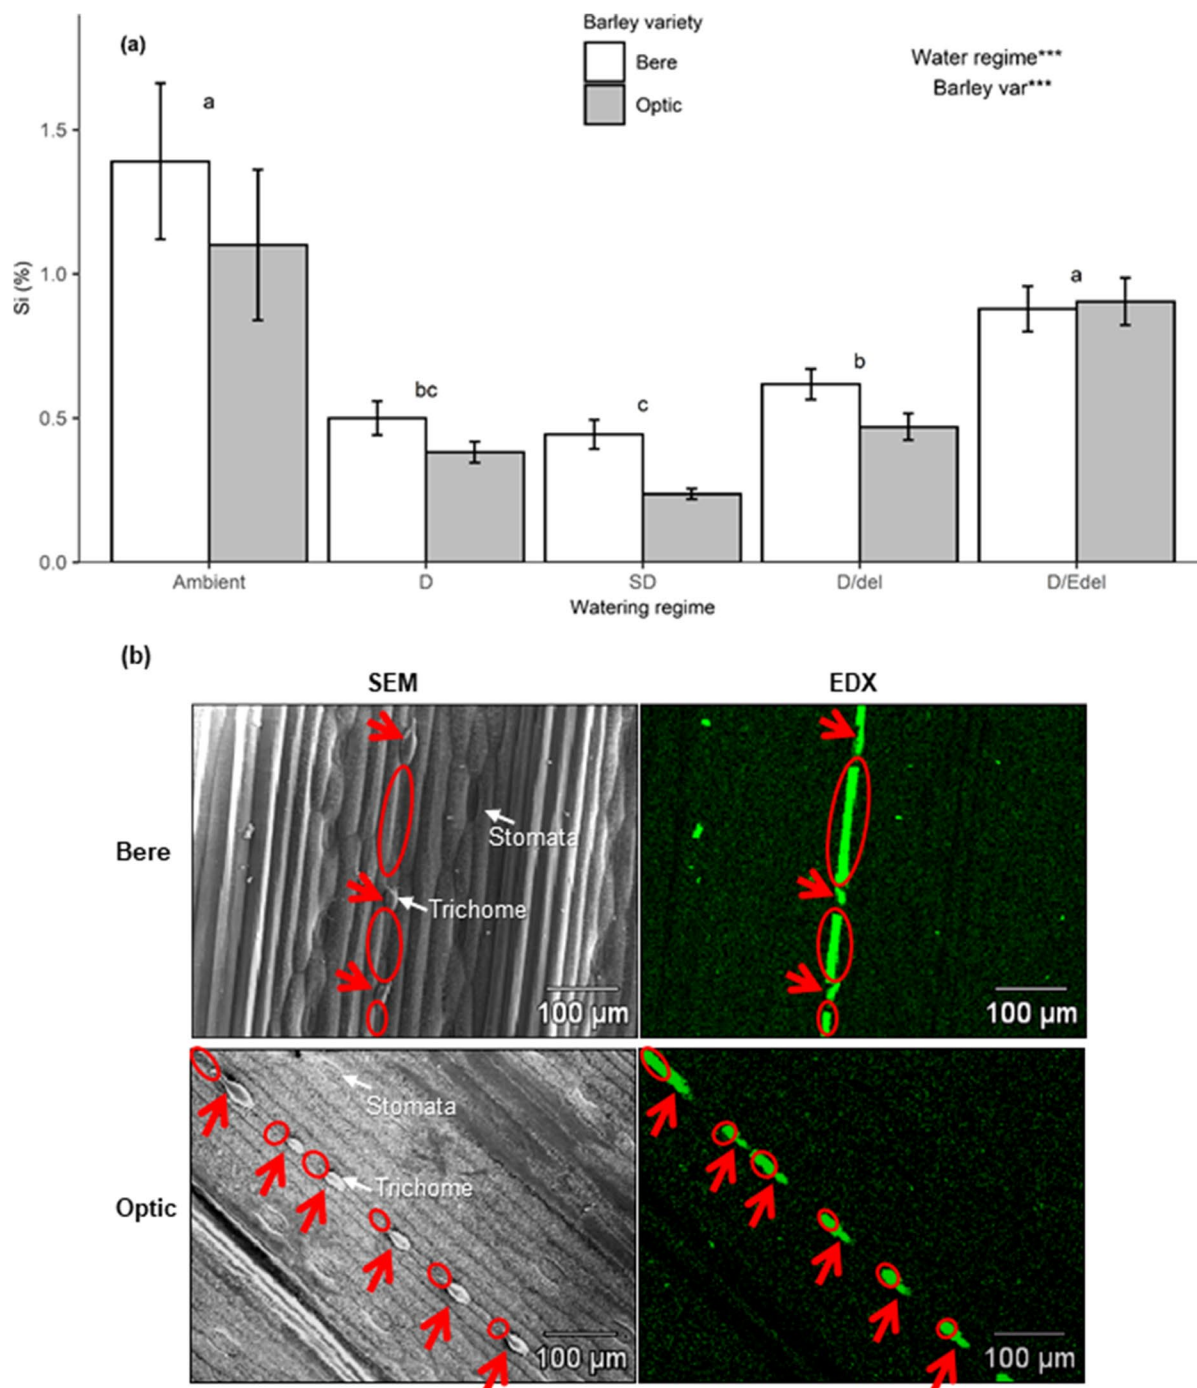 (a)
Barley variety
Bere
Optic
Water regime***
Barley var***
Si (%)
1.5
1.0
0.5
0.0
a
bc
c
b
a
Ambient D SD D/del D/Edel
Watering regime
(b)
SEM EDX
Bere
Stomata
Trichome
100 µm
100 µm
Optic
Stomata
Trichome
100 µm
100 µm